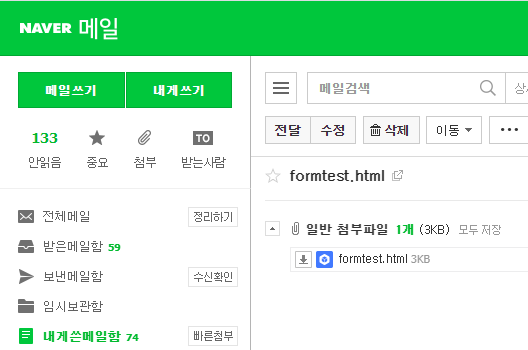 NAVER 메일
메일쓰기 내게쓰기
133
안읽음 중요 첨부 TO 받는사람
전체메일 정리하기
받은메일함 59
보낸메일함 수신확인
임시보관함
내게쓴메일함 74 빠른첨부
메일검색
전달 수정 삭제 이동
formtest.html
일반 첨부파일 1개 (3KB) 모두 저장
formtest.html 3KB